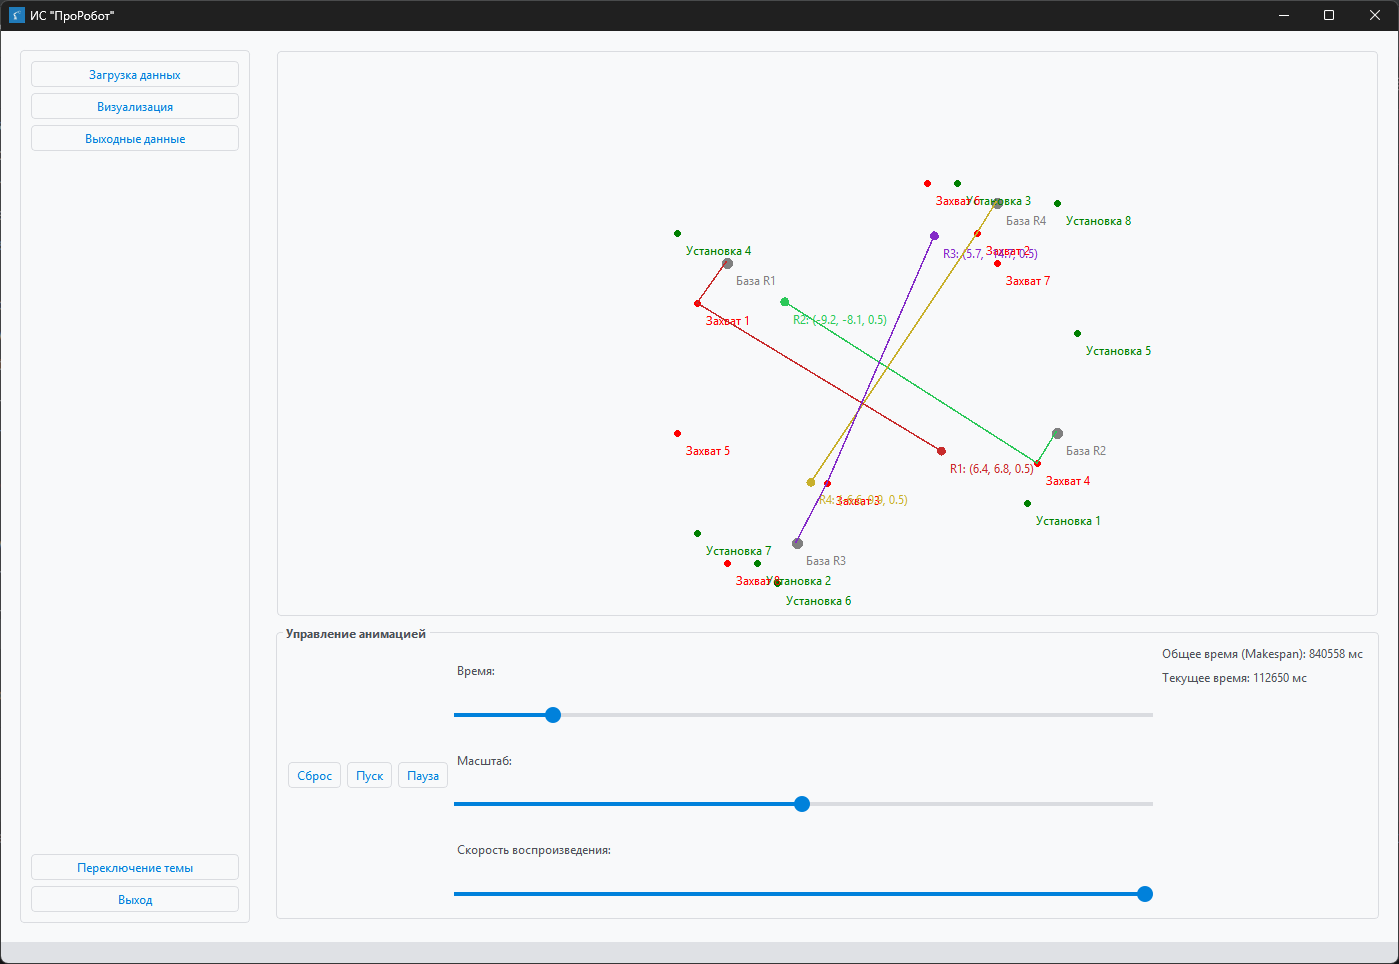 ИС "ПроРобот"
Загрузка данных
Визуализация
Выходные данные
Переключение темы
Выход
Захват 6
Установка 3
База R4
Установка 8
Установка 4
R3: (5.7, -14.7, 0.5)
Захват 2
База R1
Захват 7
Захват 1
R2: (-9.2, -8.1, 0.5)
Установка 5
Захват 5
База R2
R1: (6.4, 6.8, 0.5)
Захват 4
R4: (-6.6, 9.9, 0.5)
Захват 3
Установка 1
Установка 7
База R3
Захват 8
Установка 2
Установка 6
Управление анимацией
Время:
Общее время (Makespan): 840558 мс
Текущее время: 112650 мс
Масштаб:
Сброс
Пуск
Пауза
Скорость воспроизведения: